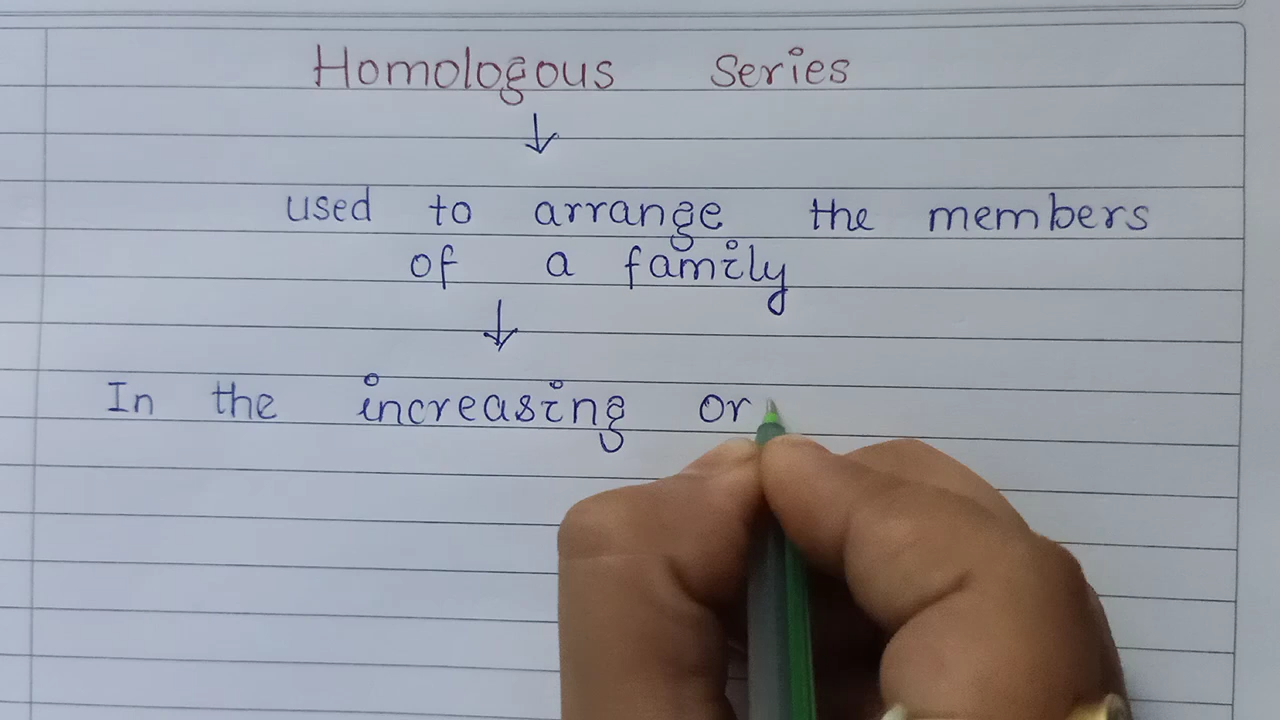 Homologous Series
used to arrange the members
of a family
In the increasing or